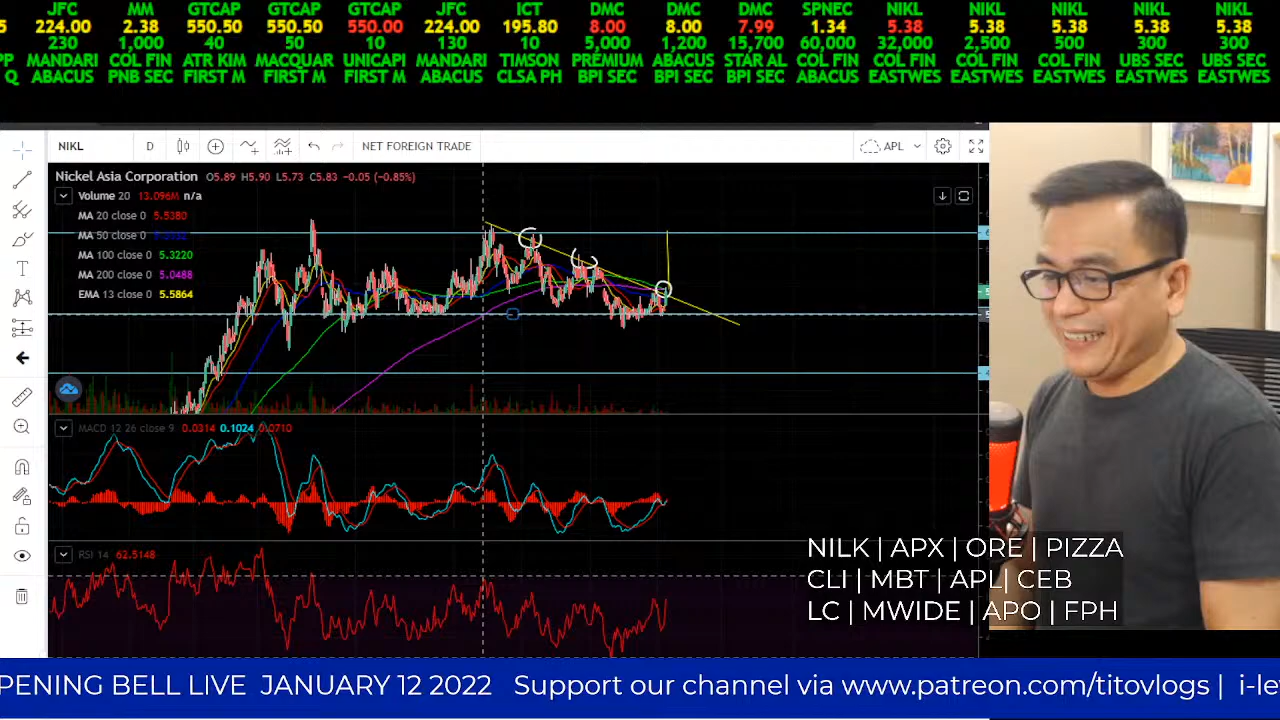 JFC MM GTCAP GTCAP GTCAP JFC ICT DMC DMC DMC SPNEC NIKL NIKL NIKL NIKL NIKL
5 224.00 2.38 550.50 550.50 550.00 224.00 195.80 8.00 8.00 7.99 1.34 5.38 5.38 5.38 5.38 5.38
230 1,000 40 50 10 130 10 5,000 1,200 15,700 60,000 32,000 2,500 500 300 300
PP MANDARI COL FIN ATR KIM MACQUAR UNICAPI MANDARI TIMSON PREMIUM ABACUS STAR AL COL FIN COL FIN COL FIN COL FIN UBS SEC UBS SEC
Q ABACUS PNB SEC FIRST M FIRST M FIRST M ABACUS CLSA PH BPI SEC BPI SEC BPI SEC ABACUS EASTWES EASTWES EASTWES EASTWES EASTWES
NIKL D NET FOREIGN TRADE APL
Nickel Asia Corporation O5.89 H5.90 L5.73 C5.83 -0.05 (-0.85%)
Volume 20 13.096M n/a
MA 20 close 0 5.5380
MA 50 close 0
MA 100 close 0 5.3220
MA 200 close 0 5.0488
EMA 13 close 0 5.5864
MACD 12 26 close 9 0.0314 0.1024 0.0710
RSI 14 62.5148
NILK | APX | ORE | PIZZA
CLI | MBT | APL| CEB
LC | MWIDE | APO | FPH
PENING BELL LIVE JANUARY 12 2022 Support our channel via www.patreon.com/titovlogs | i-le